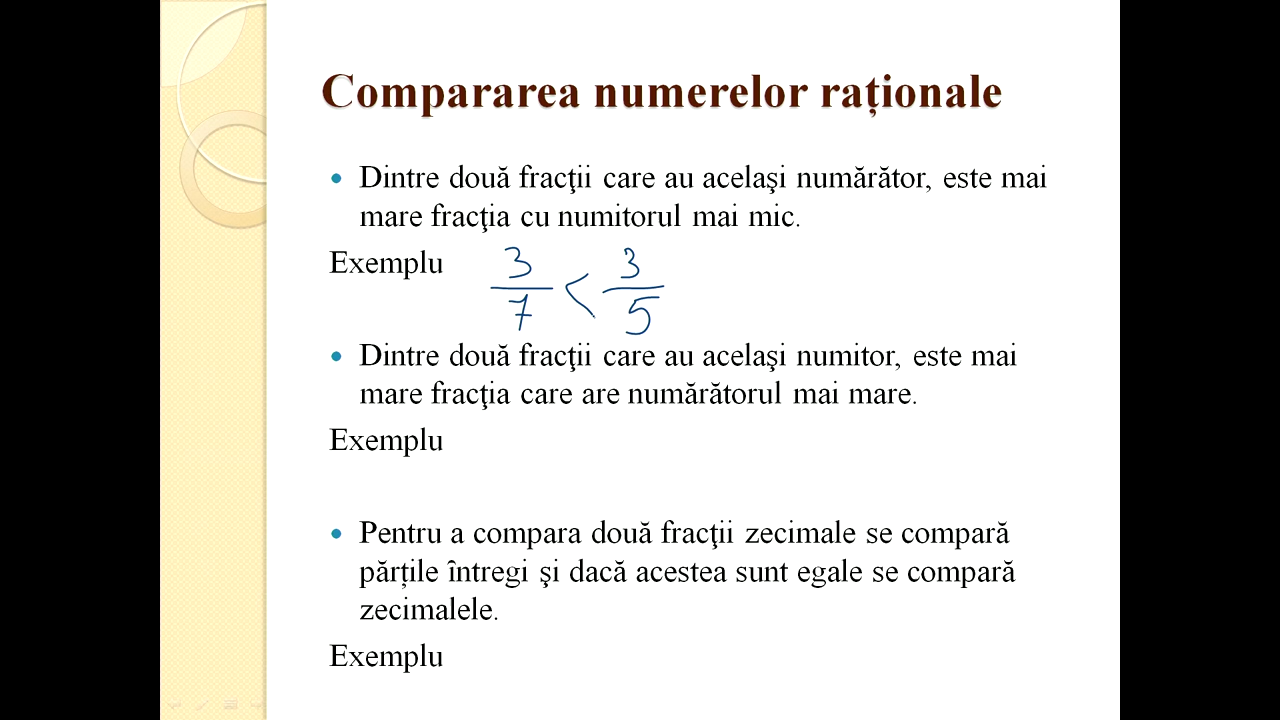 Compararea numerelor raționale
• Dintre două fracţii care au acelaşi numărător, este mai
mare fracţia cu numitorul mai mic.
Exemplu 3/7 < 3/5
• Dintre două fracţii care au acelaşi numitor, este mai
mare fracţia care are numărătorul mai mare.
Exemplu
• Pentru a compara două fracţii zecimale se compară
părțile întregi şi dacă acestea sunt egale se compară
zecimalele.
Exemplu